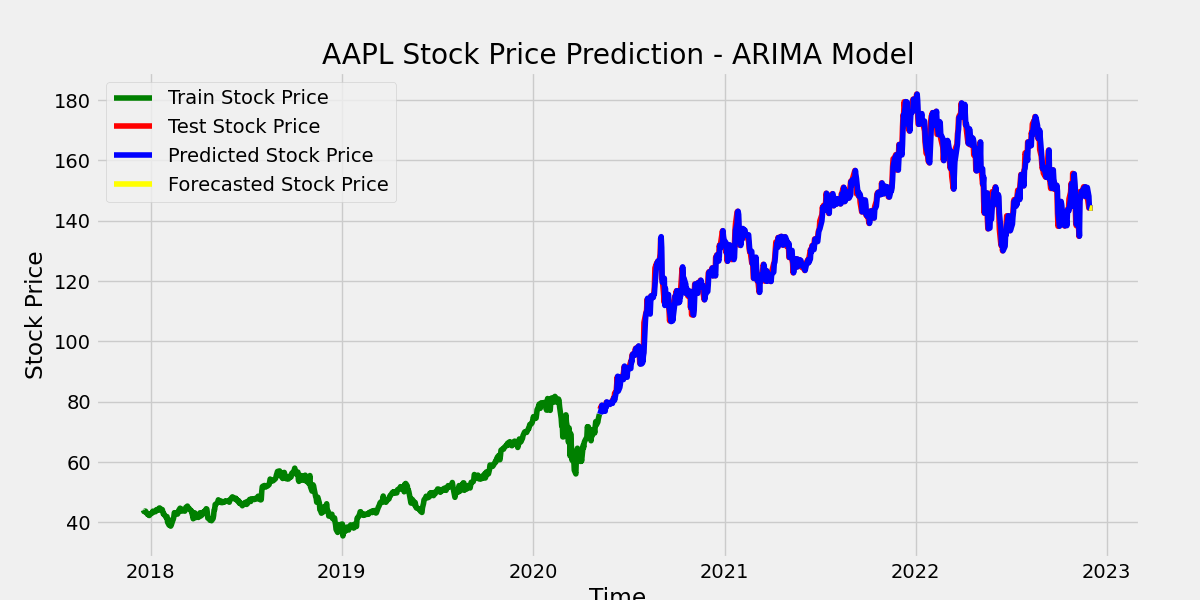 AAPL Stock Price Prediction - ARIMA Model
Train Stock Price
Test Stock Price
Predicted Stock Price
Forecasted Stock Price
Stock Price
180
160
140
120
100
80
60
40
2018
2019
2020
2021
2022
2023
Time